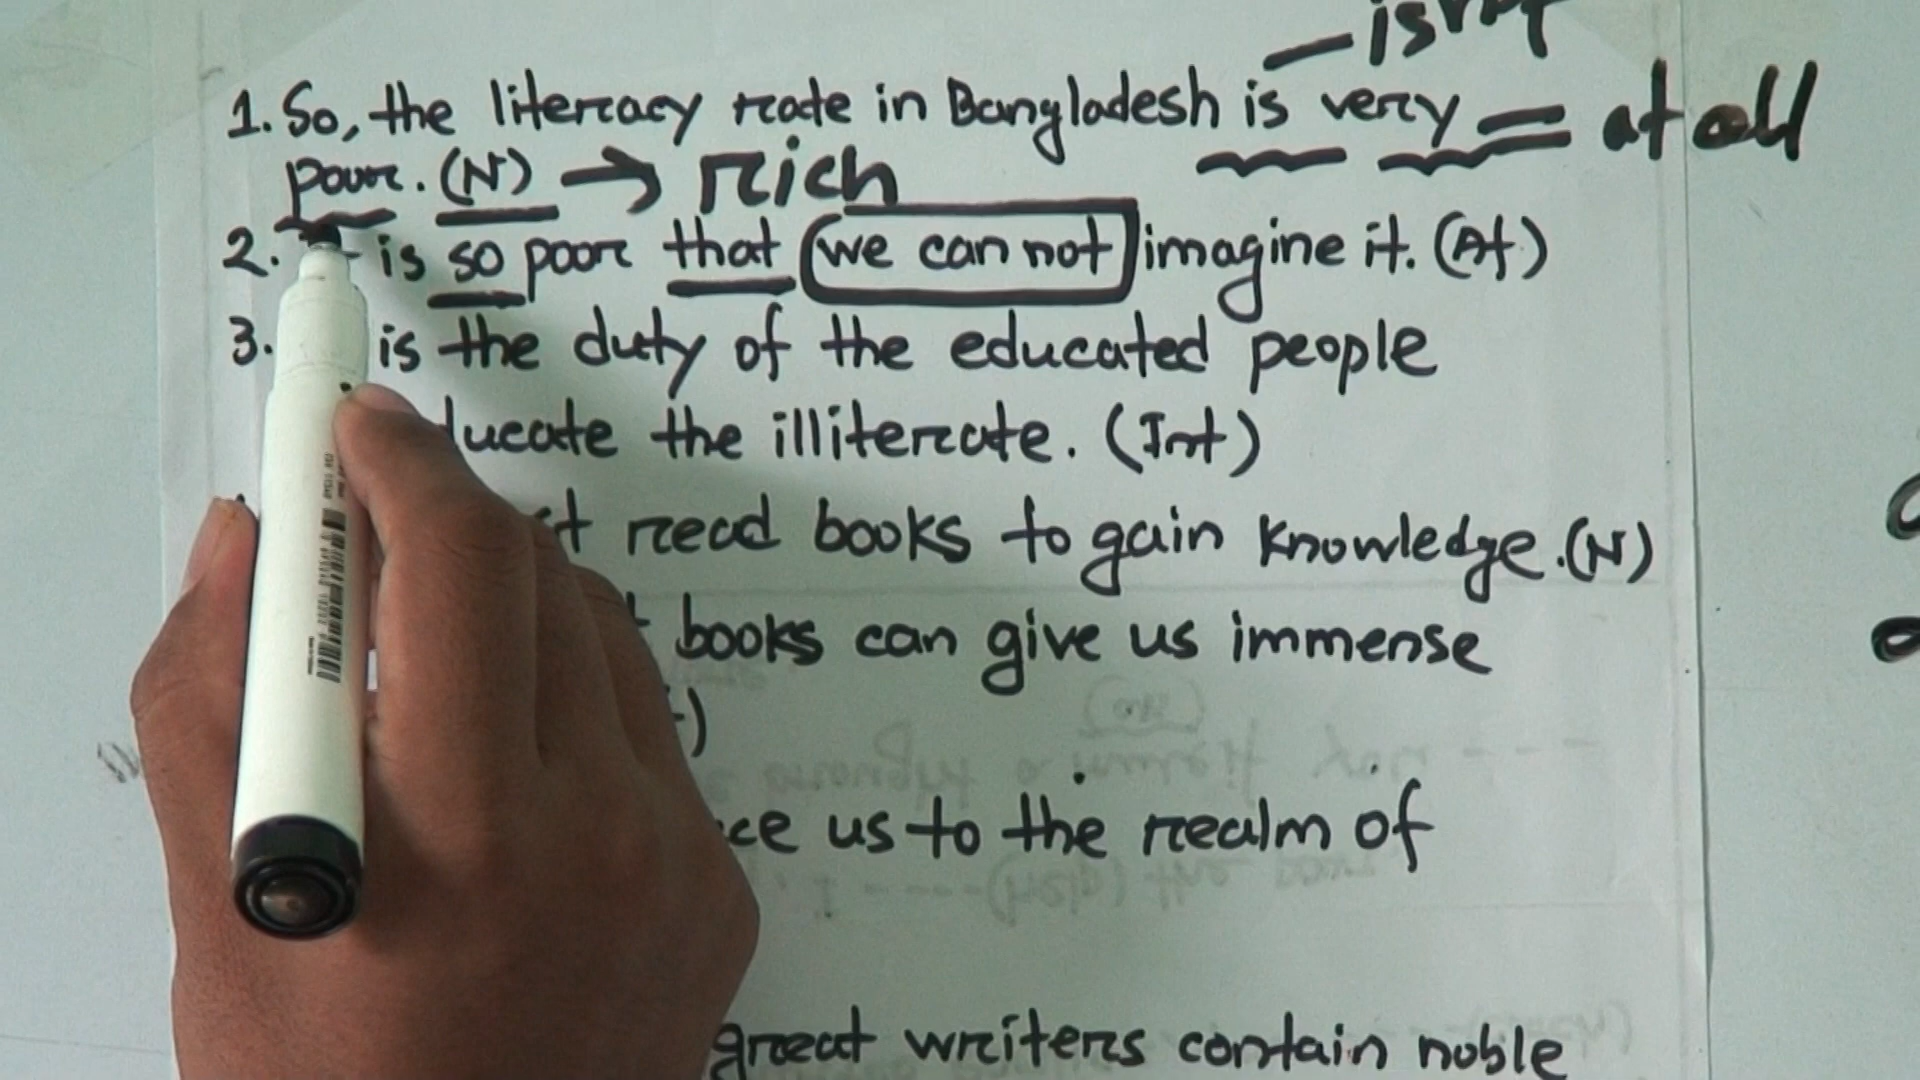 is not
1. So, the literacy rate in Bangladesh is very = at all
poor. (N) → rich
2. is so poor that we can not imagine it. (Af)
3. is the duty of the educated people
ducate the illiterate. (Int)
st read books to gain knowledge. (N)
books can give us immense
ce us to the realm of
great writers contain noble